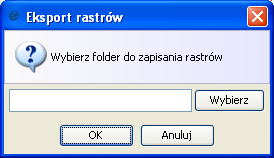 Eksport rastrów
Wybierz folder do zapisania rastrów
Wybierz
OK Anuluj